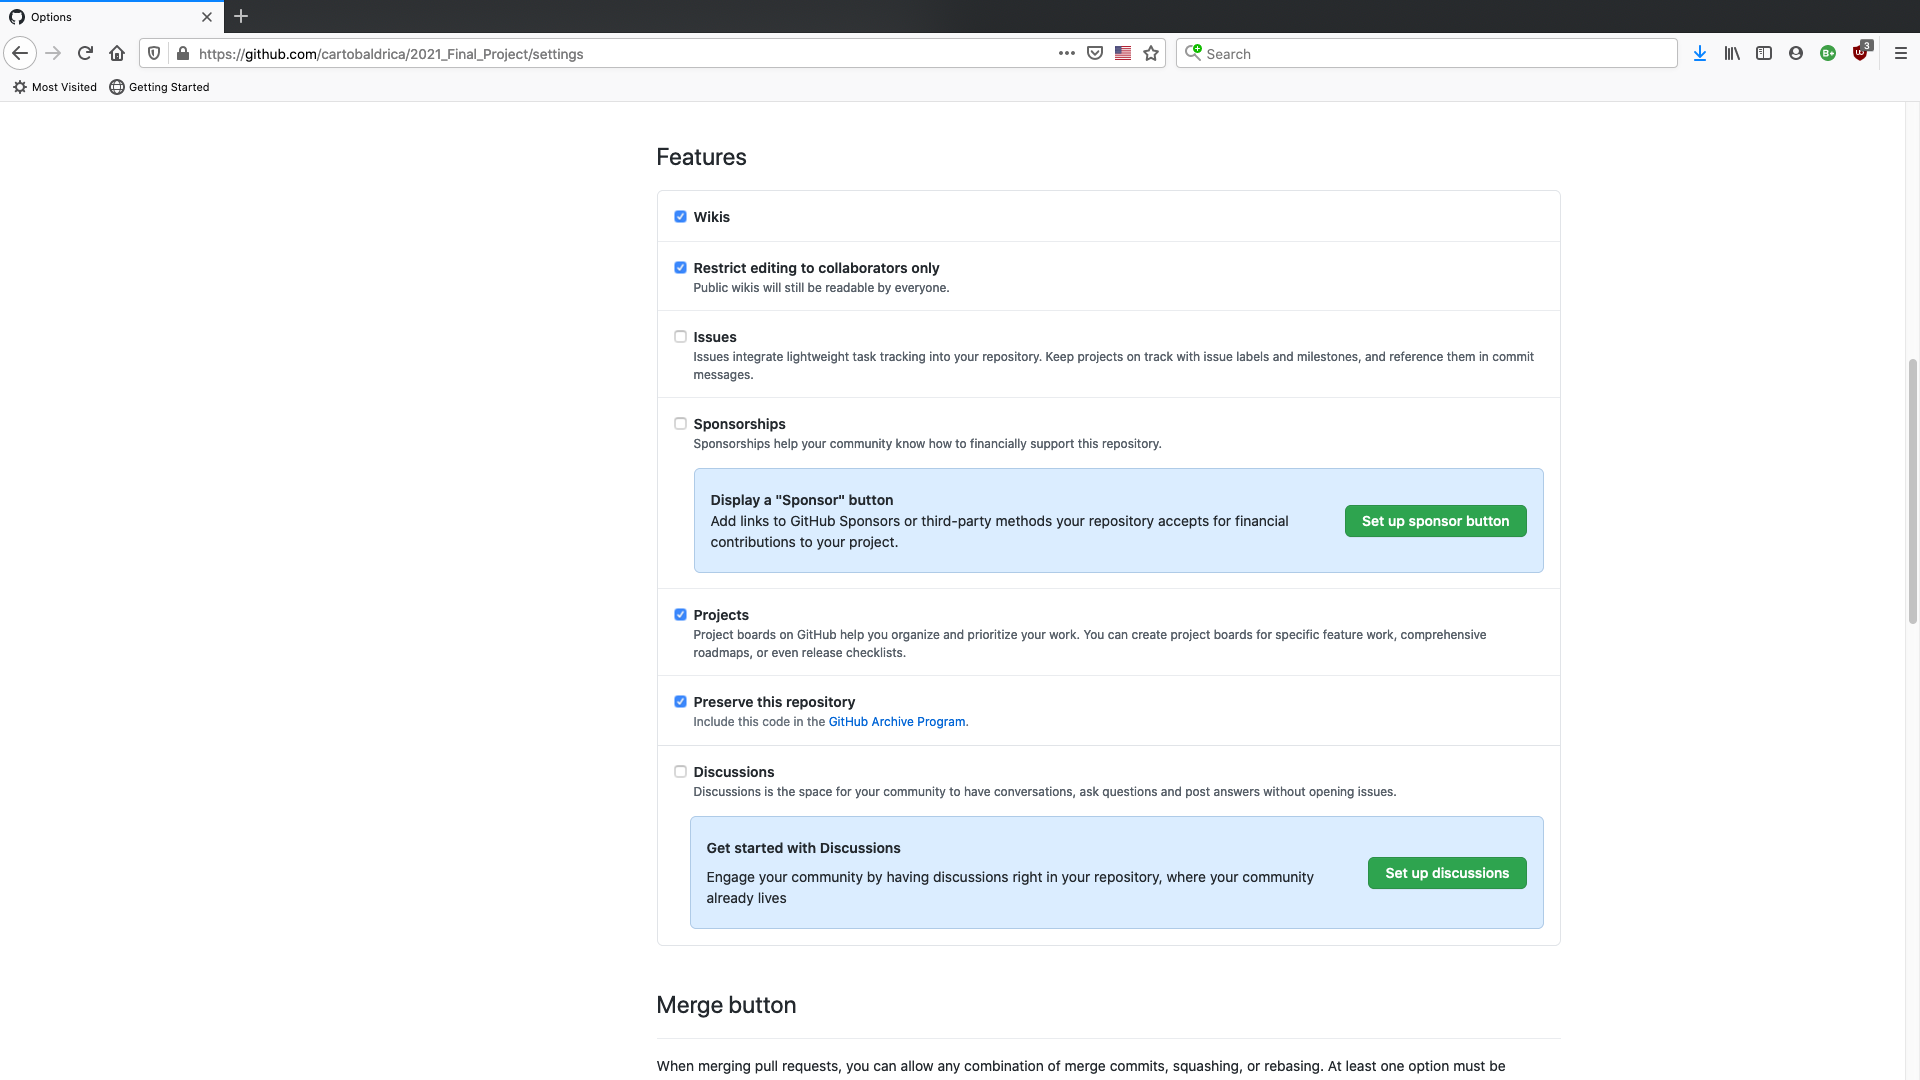 Options
https://github.com/cartobaldrica/2021_Final_Project/settings
Search
3
B+
Most Visited
Getting Started
Features
Wikis
Restrict editing to collaborators only
Public wikis will still be readable by everyone.
Issues
Issues integrate lightweight task tracking into your repository. Keep projects on track with issue labels and milestones, and reference them in commit
messages.
Sponsorships
Sponsorships help your community know how to financially support this repository.
Display a "Sponsor" button
Add links to GitHub Sponsors or third-party methods your repository accepts for financial
contributions to your project.
Set up sponsor button
Projects
Project boards on GitHub help you organize and prioritize your work. You can create project boards for specific feature work, comprehensive
roadmaps, or even release checklists.
Preserve this repository
Include this code in the GitHub Archive Program.
Discussions
Discussions is the space for your community to have conversations, ask questions and post answers without opening issues.
Get started with Discussions
Engage your community by having discussions right in your repository, where your community
already lives
Set up discussions
Merge button
When merging pull requests, you can allow any combination of merge commits, squashing, or rebasing. At least one option must be